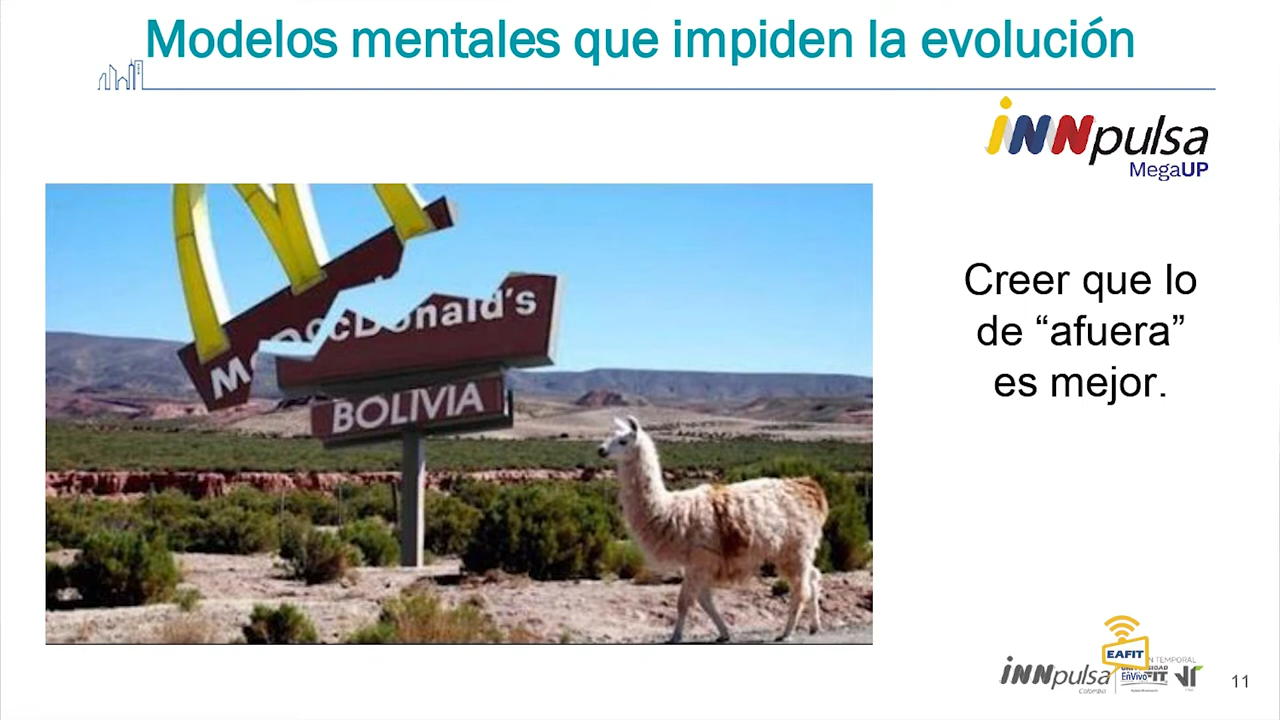 Modelos mentales que impiden la evolución
iNNpulsa
MegaUP
Creer que lo
de “afuera”
es mejor.
McDonald's
BOLIVIA
iNNpulsa
Colombia
EAFIT
EnVivo
N TEMPORAL
11